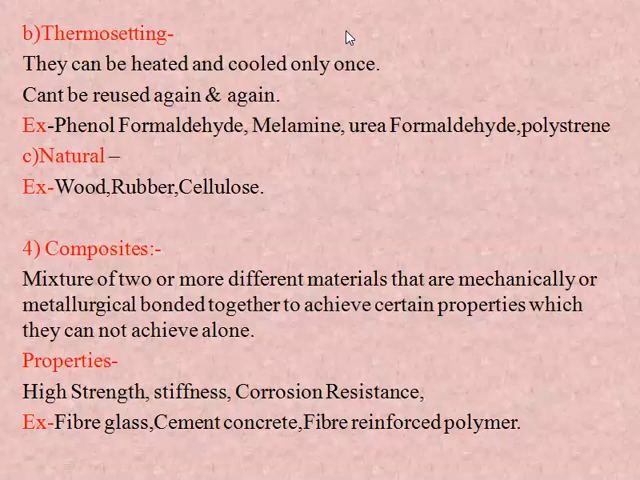 b)Thermosetting-
They can be heated and cooled only once.
Cant be reused again & again.
Ex-Phenol Formaldehyde, Melamine, urea Formaldehyde,polystrene
c)Natural –
Ex-Wood,Rubber,Cellulose.
4) Composites:-
Mixture of two or more different materials that are mechanically or
metallurgical bonded together to achieve certain properties which
they can not achieve alone.
Properties-
High Strength, stiffness, Corrosion Resistance,
Ex-Fibre glass,Cement concrete,Fibre reinforced polymer.